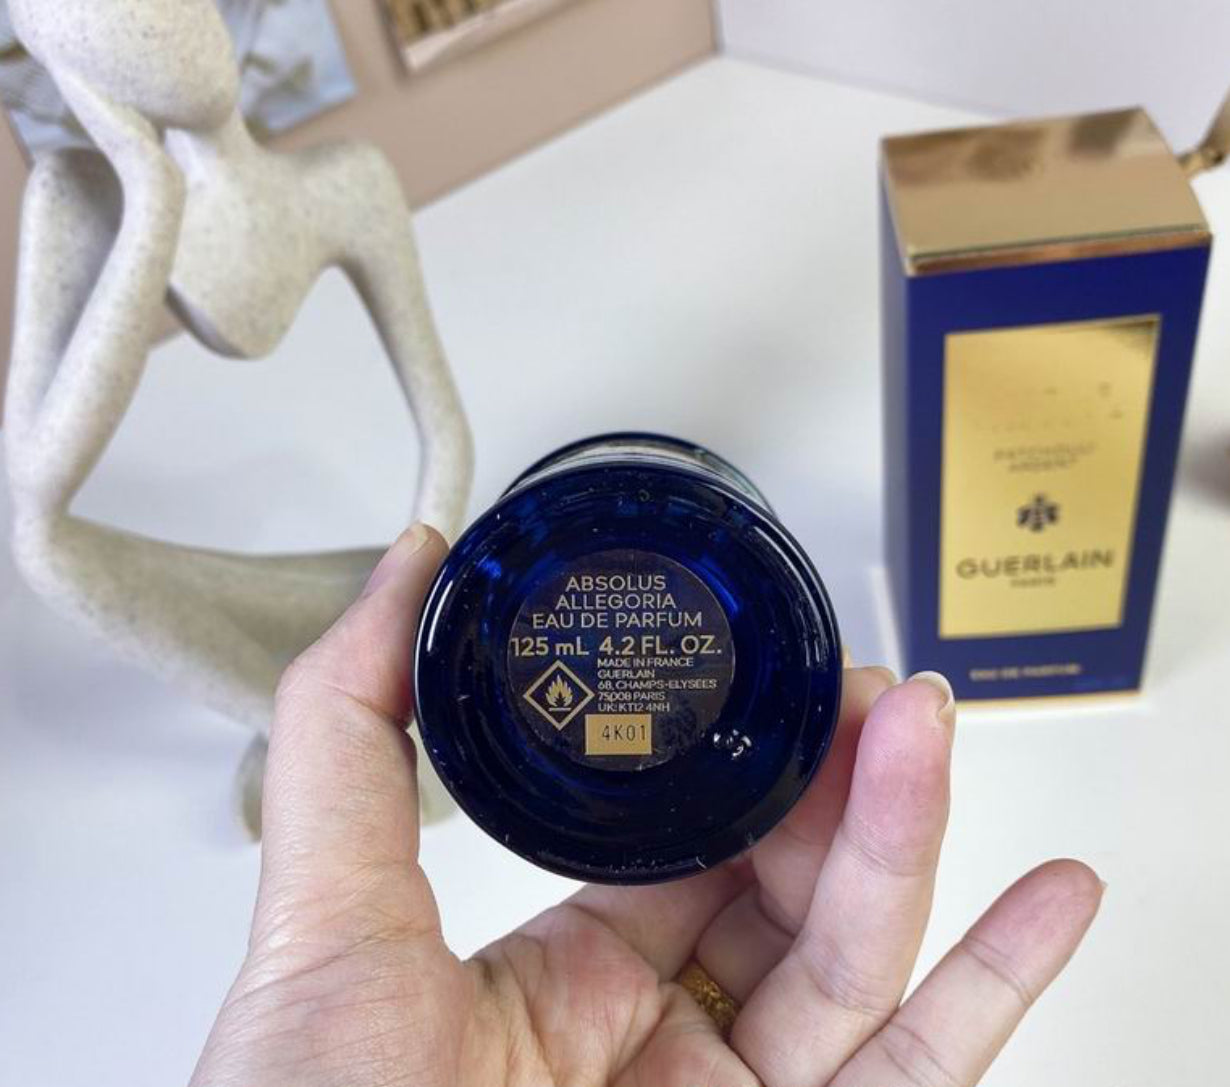 ABSOLUS
ALLEGORIA
EAU DE PARFUM
125 mL 4.2 FL. OZ.
MADE IN FRANCE
GUERLAIN
68, CHAMPS-ELYSEES
75008 PARIS
UK: KT12 4NH
4K01
PATCHOULI
ARDENT
GUERLAIN
PARIS
EAU DE PARFUM